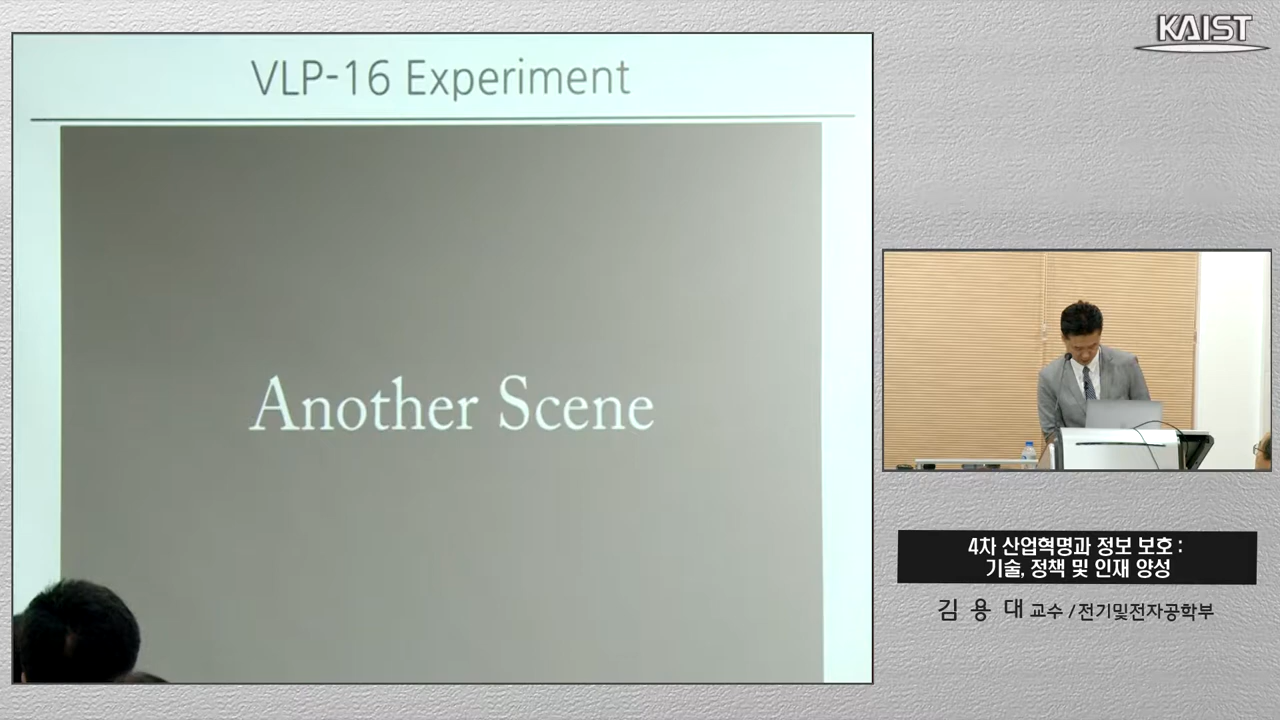 KAIST
VLP-16 Experiment
Another Scene
4차 산업혁명과 정보 보호 :
기술, 정책 및 인재 양성
김 용 대 교수 / 전기및전자공학부